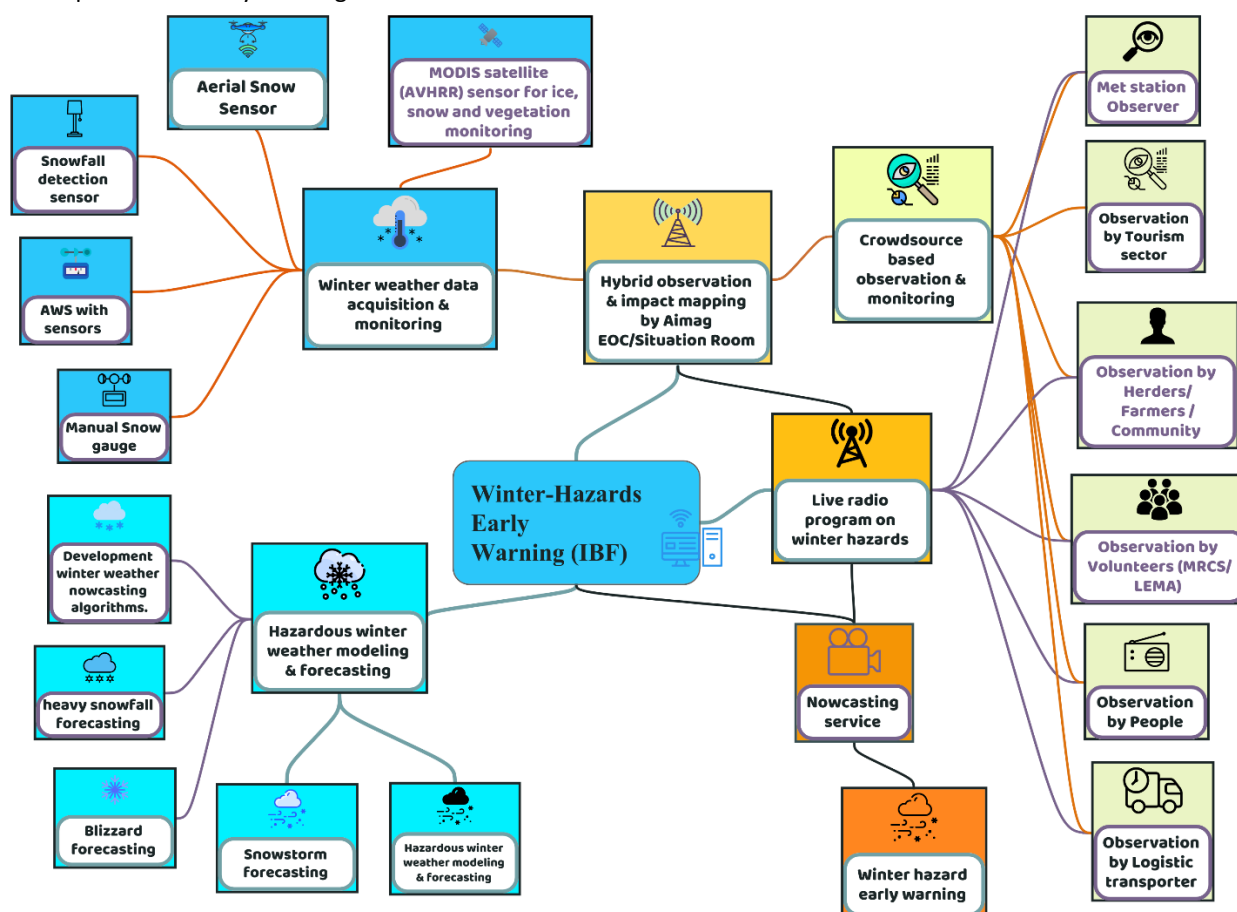 Aerial Snow
Sensor
MODIS satellite
(AVHRR) sensor for ice,
snow and vegetation
monitoring
Met station
Observer
Snowfall
detection
sensor
Observation
by Tourism
sector
AWS with
sensors
Winter weather data
acquisition &
monitoring
Hybrid observation
& impact mapping
by Aimag
EOC/Situation Room
Crowdsource
based
observation &
monitoring
Manual Snow
gauge
Observation by
Herders/
Farmers /
Community
Winter-Hazards
Early
Warning (IBF)
Live radio
program on
winter hazards
Observation by
Volunteers (MRCS/
LEMA)
Development
winter weather
nowcasting
algorithms.
Hazardous winter
weather modeling
& forecasting
heavy snowfall
forecasting
Nowcasting
service
Observation
by People
Blizzard
forecasting
Snowstorm
forecasting
Hazardous winter
weather modeling
& forecasting
Winter hazard
early warning
Observation
by Logistic
transporter